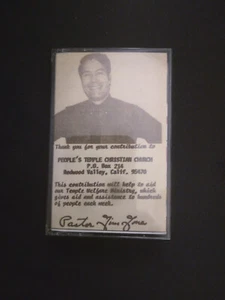 Thank you for your contribution to
PEOPLE'S TEMPLE CHRISTIAN CHURCH
P.O. Box 214
Redwood Valley, Calif. 95470
This contribution will help to aid
our Temple Welfare Ministry, which
gives aid and assistance to hundreds
of people each week.
Pastor Jim Jones